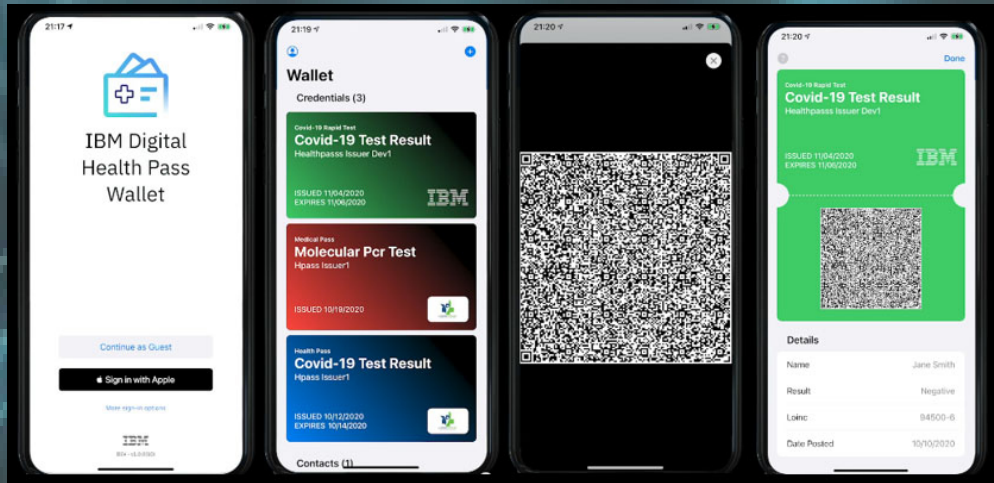 21:17
IBM Digital
Health Pass
Wallet
Continue as Guest
Sign in with Apple
More sign-in options
IBM
21:19
Wallet
Credentials (3)
Covid-19 Rapid Test
Covid-19 Test Result
Healthpasss Issuer Dev1
ISSUED 11/04/2020
EXPIRES 11/06/2020
IBM
Medical Pass
Molecular Pcr Test
Hpass Issuer1
ISSUED 10/19/2020
Health Pass
Covid-19 Test Result
Hpass Issuer1
ISSUED 10/12/2020
EXPIRES 10/14/2020
Contacts (1)
21:20
21:20
Done
Covid-19 Rapid Test
Covid-19 Test Result
Healthpasss Issuer Dev1
ISSUED 11/04/2020
EXPIRES 11/06/2020
IBM
Details
Name Jane Smith
Result Negative
Loinc 94500-6
Date Posted 10/10/2020